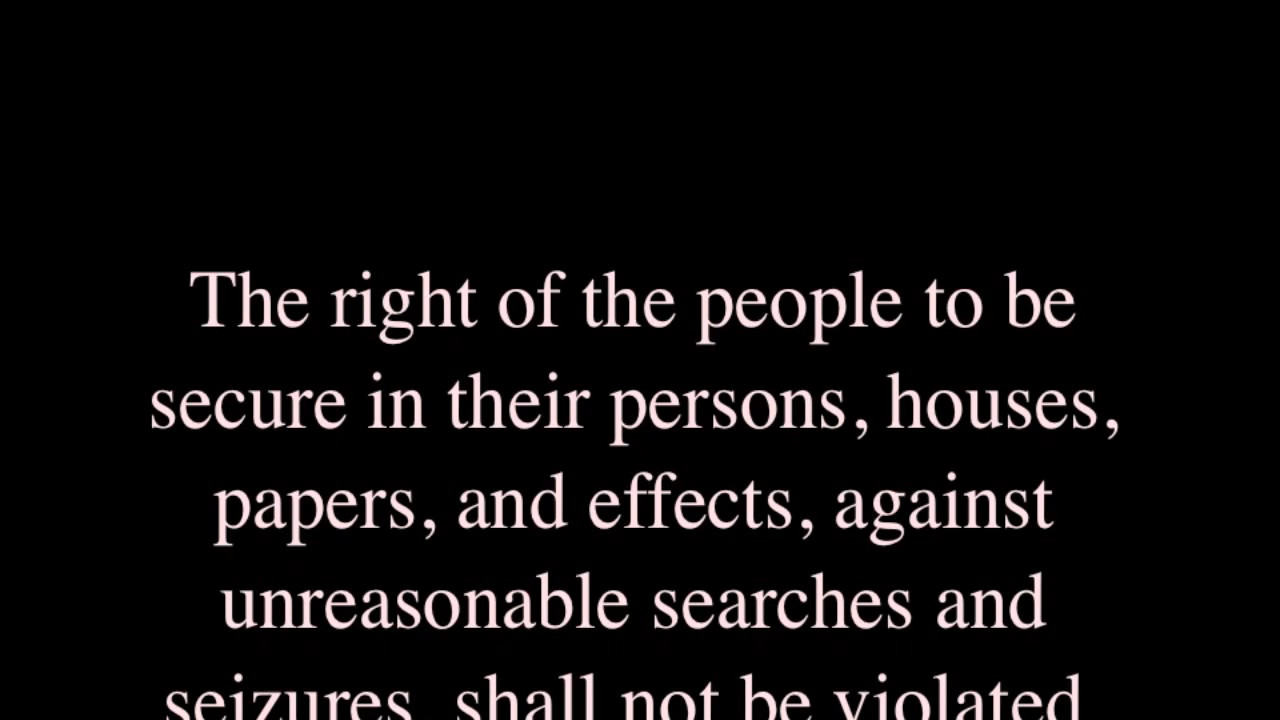 The right of the people to be
secure in their persons, houses,
papers, and effects, against
unreasonable searches and
seizures, shall not be violated